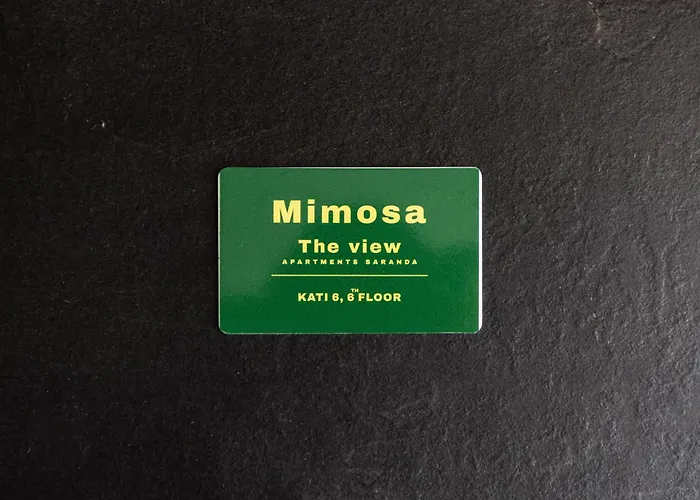 Mimosa
The view
APARTMENTS SARANDA
KATI 6, 6TH FLOOR